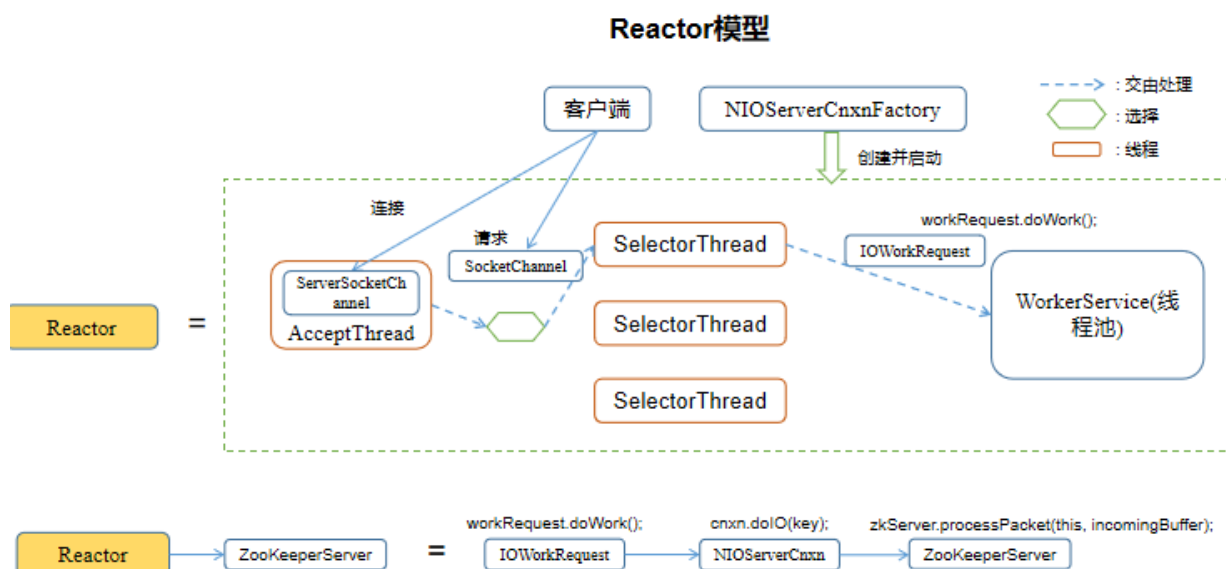 Reactor模型
客户端
NIOServerCnxnFactory
: 交由处理
: 选择
: 线程
创建并启动
连接
请求
SocketChannel
ServerSocketCh
annel
AcceptThread
SelectorThread
SelectorThread
SelectorThread
workRequest.doWork();
IOWorkRequest
WorkerService(线
程池)
Reactor
=
Reactor
ZooKeeperServer
=
workRequest.doWork();
IOWorkRequest
cnxn.doIO(key);
NIOServerCnxn
zkServer.processPacket(this, incomingBuffer);
ZooKeeperServer